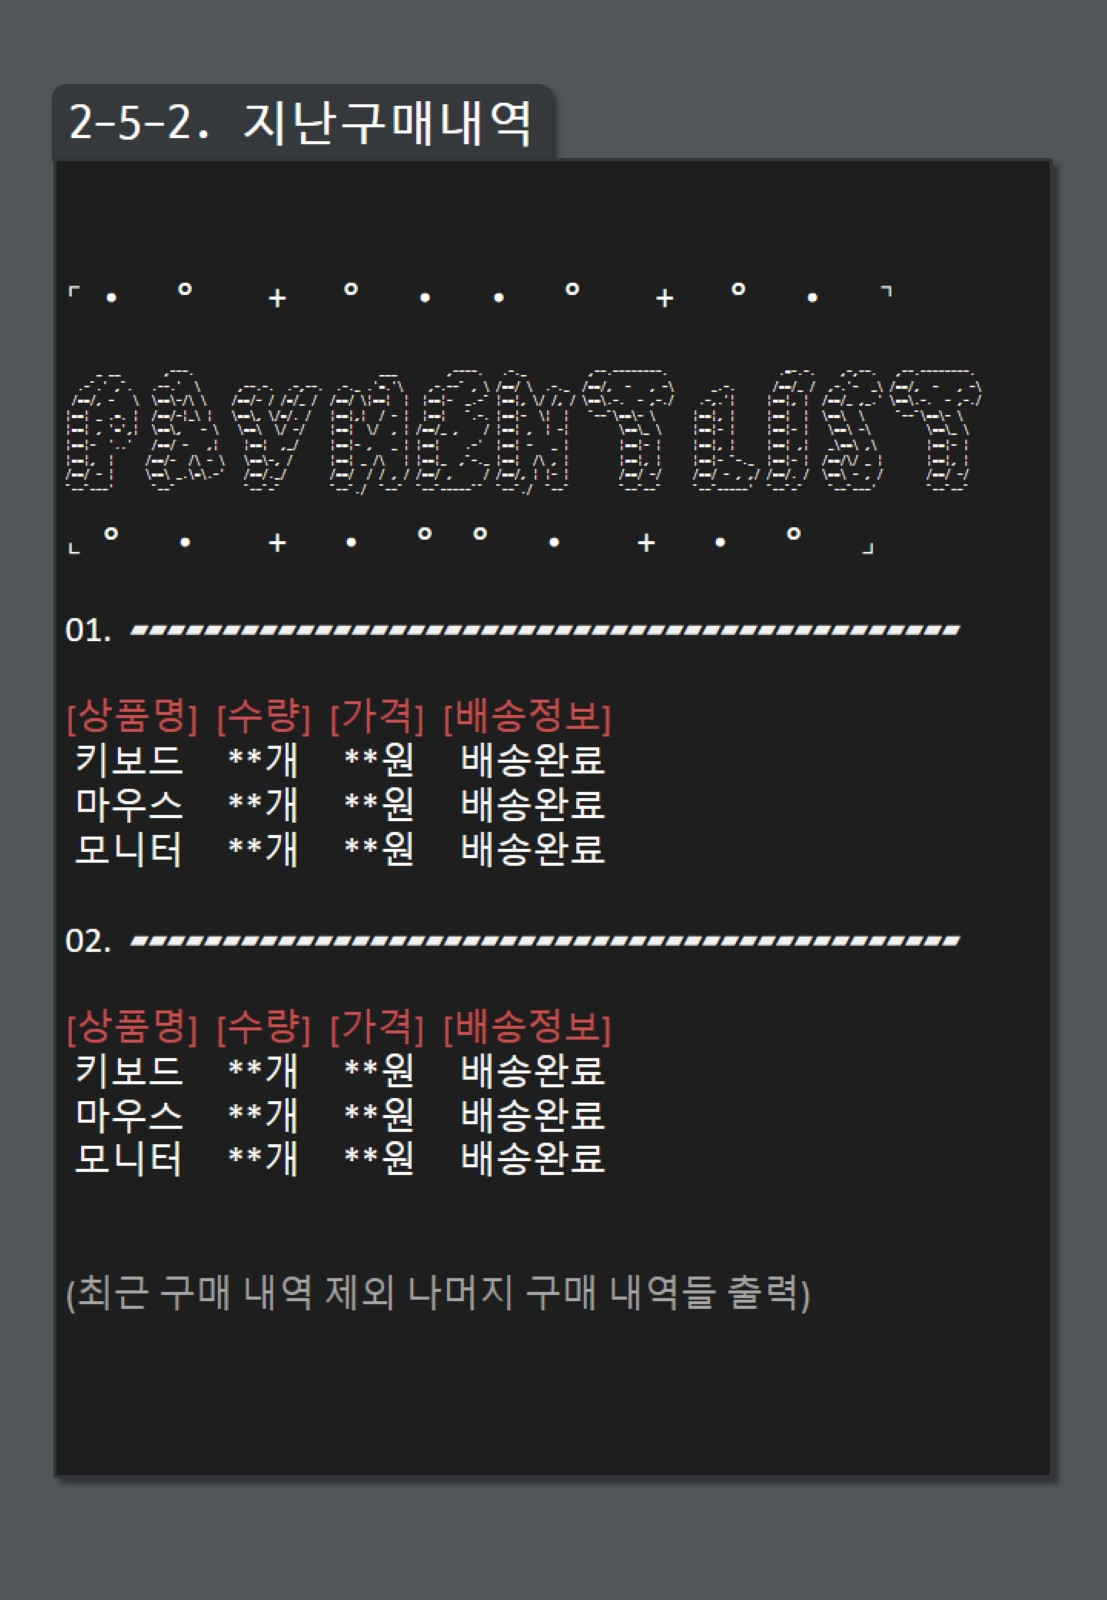 2-5-2. 지난구매내역
⌜ • ° + ° • • ° + ° • ⌝
PAYMENT LIST
⌞ ° • + • ° ° • + • ° ⌟
01. ▰▰▰▰▰▰▰▰▰▰▰▰▰▰▰▰▰▰▰▰▰▰▰▰▰▰▰▰▰▰▰▰▰▰▰▰▰▰▰▰▰▰▰▰▰
[상품명] [수량] [가격] [배송정보]
키보드 **개 **원 배송완료
마우스 **개 **원 배송완료
모니터 **개 **원 배송완료
02. ▰▰▰▰▰▰▰▰▰▰▰▰▰▰▰▰▰▰▰▰▰▰▰▰▰▰▰▰▰▰▰▰▰▰▰▰▰▰▰▰▰▰▰▰▰
[상품명] [수량] [가격] [배송정보]
키보드 **개 **원 배송완료
마우스 **개 **원 배송완료
모니터 **개 **원 배송완료
(최근 구매 내역 제외 나머지 구매 내역들 출력)